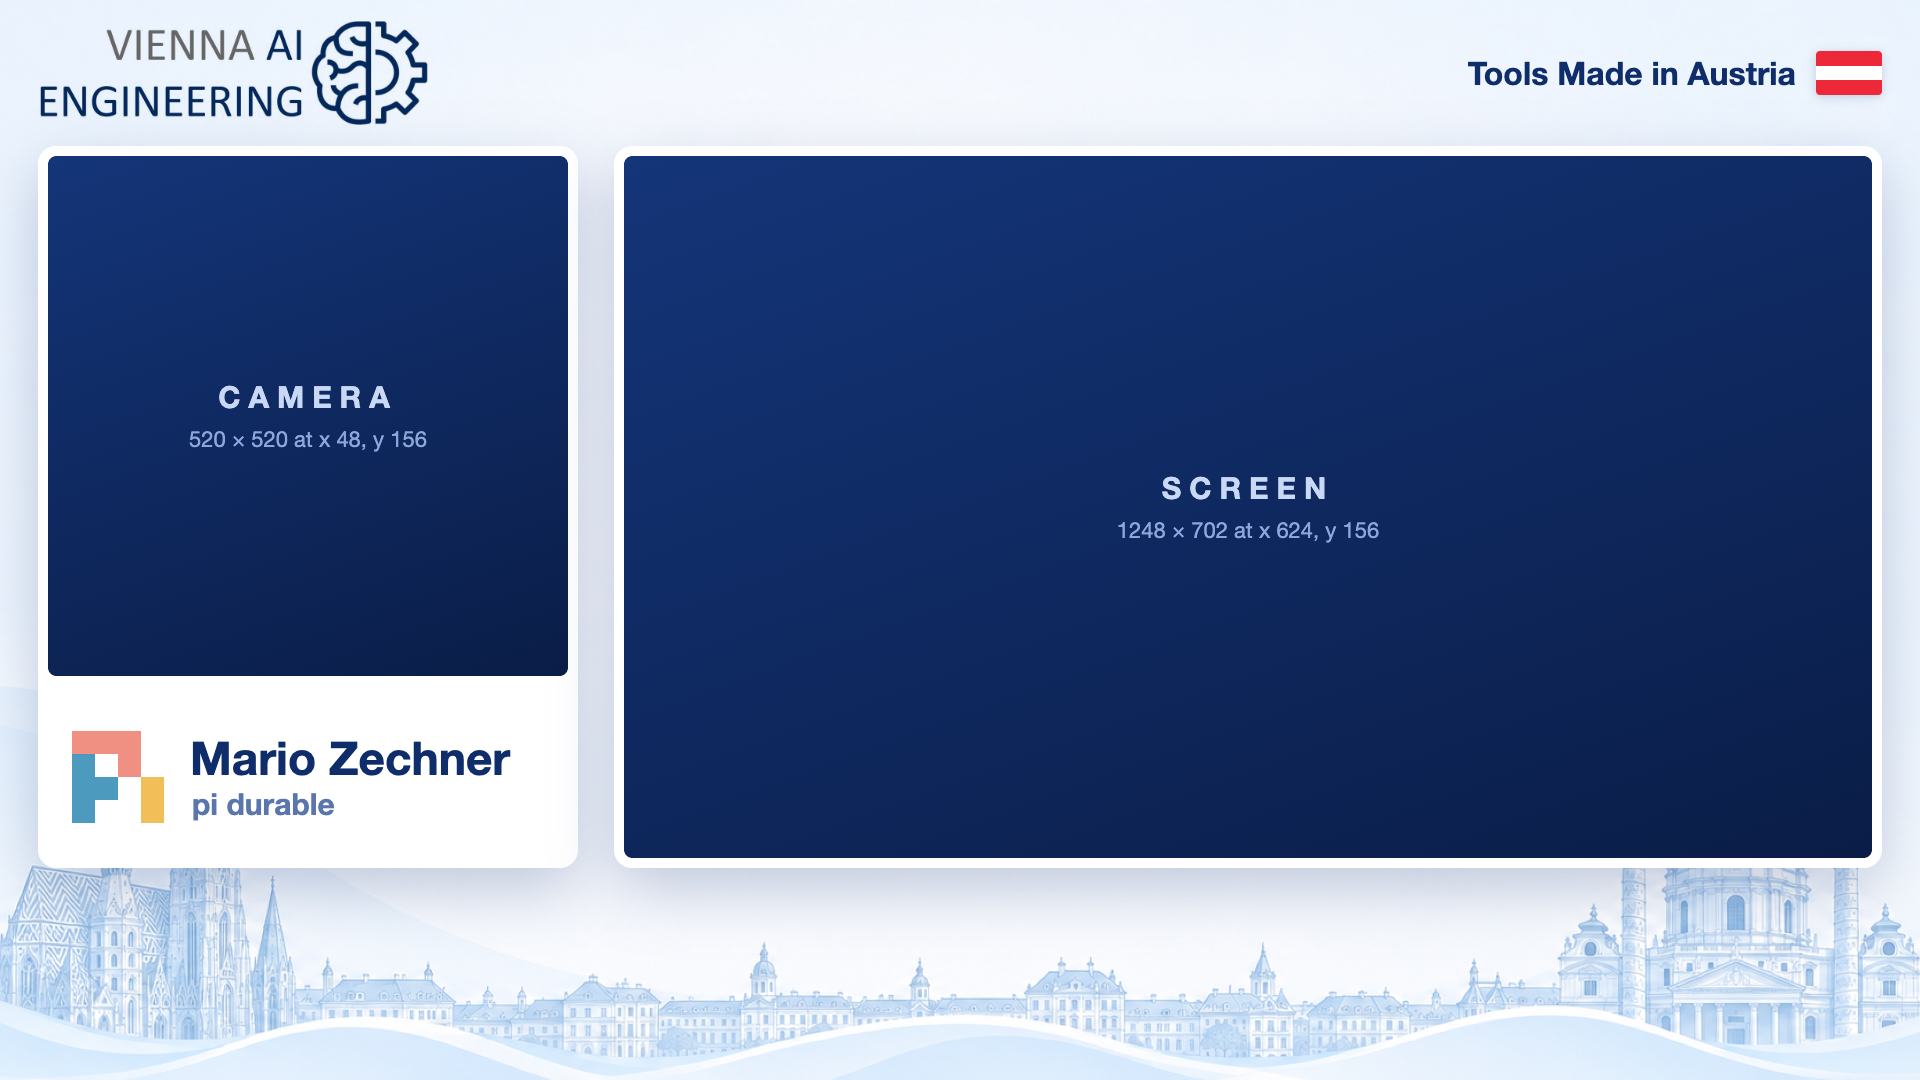 VIENNA AI
ENGINEERING
Tools Made in Austria
CAMERA
520 × 520 at x 48, y 156
SCREEN
1248 × 702 at x 624, y 156
Mario Zechner
pi durable